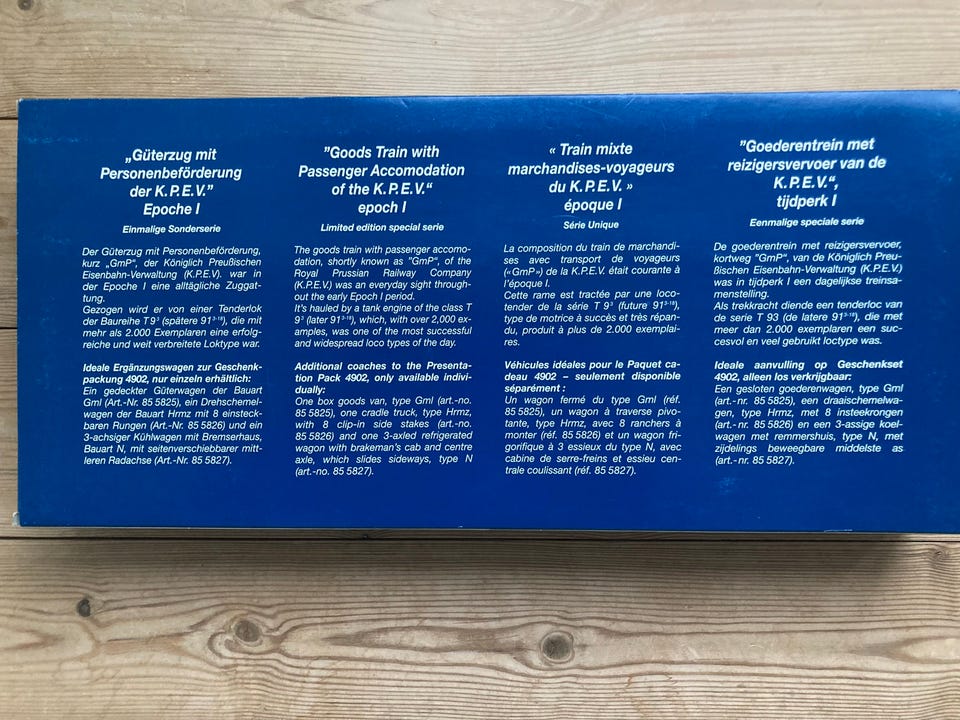 „Güterzug mit
Personenbeförderung
der K.P.E.V.”
Epoche I
Einmalige Sonderserie
Der Güterzug mit Personenbeförderung,
kurz „GmP“, der Königlich Preußischen
Eisenbahn-Verwaltung (K.P.E.V). war in
der Epoche I eine alltägliche Zuggat-
tung.
Gezogen wird er von einer Tenderlok
der Baureihe T 9³ (spätere 91³⁻¹⁸), die mit
mehr als 2.000 Exemplaren eine erfolg-
reiche und weit verbreitete Loktype war.
Ideale Ergänzungswagen zur Geschenk-
packung 4902, nur einzeln erhältlich:
Ein gedeckter Güterwagen der Bauart
Gml (Art.-Nr. 85 5825), ein Drehschemel-
wagen der Bauart Hrmz mit 8 einsteck-
baren Rungen (Art.-Nr. 85 5826) und ein
3-achsiger Kühlwagen mit Bremserhaus,
Bauart N, mit seitenverschiebbarer mitt-
leren Radachse (Art.-Nr. 85 5827).
”Goods Train with
Passenger Accomodation
of the K.P.E.V.“
epoch I
Limited edition special serie
The goods train with passenger accomo-
dation, shortly known as ”GmP“, of the
Royal Prussian Railway Company
(K.P.E.V.) was an everyday sight through-
out the early Epoch I period.
It's hauled by a tank engine of the class T
9³ (later 91³⁻¹⁸), which, with over 2,000 ex-
amples, was one of the most successful
and widespread loco types of the day.
Additional coaches to the Presenta-
tion Pack 4902, only available indivi-
dually:
One box goods van, type Gml (art.-no.
85 5825), one cradle truck, type Hrmz,
with 8 clip-in side stakes (art.-no.
85 5826) and one 3-axled refrigerated
wagon with brakeman's cab and centre
axle, which slides sideways, type N
(art.-no. 85 5827).
« Train mixte
marchandises-voyageurs
du K.P.E.V. »
époque I
Série Unique
La composition du train de marchandi-
ses avec transport de voyageurs
(«GmP») de la K.P.E.V. était courante à
l'époque I.
Cette rame est tractée par une loco-
tender de la série T 9³ (future 91³⁻¹⁸),
type de motrice à succès et très répan-
du, produit à plus de 2.000 exemplai-
res.
Véhicules idéales pour le Paquet ca-
deau 4902 – seulement disponible
séparément :
Un wagon fermé du type Gml (réf.
85 5825), un wagon à traverse pivo-
tante, type Hrmz, avec 8 ranchers à
monter (réf. 85 5826) et un wagon fri-
gorifique à 3 essieux du type N, avec
cabine de serre-freins et essieu cen-
trale coulissant (réf. 85 5827).
”Goederentrein met
reizigersvervoer van de
K.P.E.V.“,
tijdperk I
Eenmalige speciale serie
De goederentrein met reizigersvervoer,
kortweg ”GmP“, van de Königlich Preu-
ßischen Eisenbahn-Verwaltung (K.P.E.V.)
was in tijdperk I een dagelijkse treinsa-
menstelling.
Als trekkracht diende een tenderloc van
de serie T 93 (de latere 91³⁻¹⁸), die met
meer dan 2.000 exemplaren een suc-
cesvol en veel gebruikt loctype was.
Ideale aanvulling op Geschenkset
4902, alleen los verkrijgbaar:
Een gesloten goederenwagen, type Gml
(art.-nr. 85 5825), een draaischemelwa-
gen, type Hrmz, met 8 insteekrongen
(art.-nr. 85 5826) en een 3-assige koel-
wagen met remmershuis, type N, met
zijdelings beweegbare middelste as
(art.-nr. 85 5827).